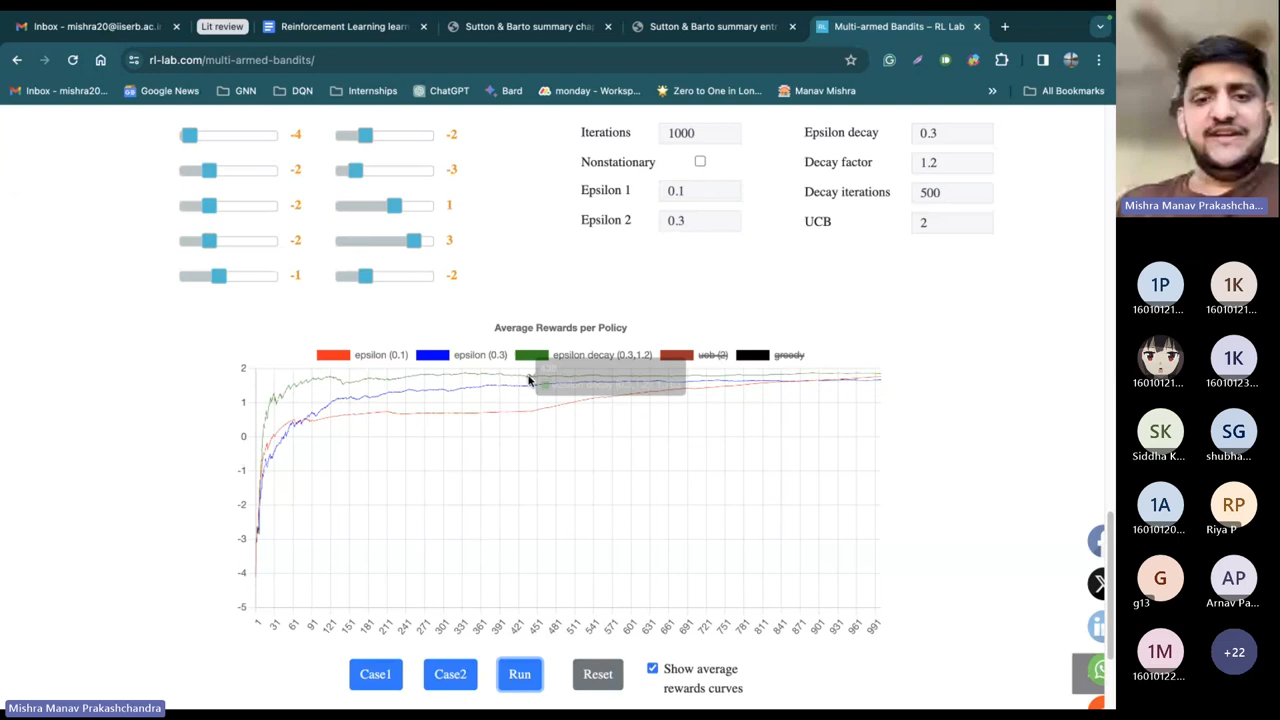 Inbox - mishra20@iiserb.ac.i
Lit review
Reinforcement Learning learn
Sutton & Barto summary cha
Sutton & Barto summary entr
Multi-armed Bandits – RL Lab
rl-lab.com/multi-armed-bandits/
Inbox - mishra20...
Google News
GNN
DQN
Internships
ChatGPT
Bard
monday - Worksp...
Zero to One in Lon...
Manav Mishra
All Bookmarks
-4 -2
-2 -3
-2 1
-2 3
-1 -2
Iterations 1000
Nonstationary
Epsilon 1 0.1
Epsilon 2 0.3
Epsilon decay 0.3
Decay factor 1.2
Decay iterations 500
UCB 2
Average Rewards per Policy
epsilon (0.1) epsilon (0.3) epsilon decay (0.3,1.2) ucb (2) greedy
2
1
0
-1
-2
-3
-4
-5
1 31 61 91 121 151 181 211 241 271 301 331 361 391 421 451 481 511 541 571 601 631 661 691 721 751 781 811 841 871 901 931 961 991
Case1
Case2
Run
Reset
Show average
rewards curves
Mishra Manav Prakashchandra
Mishra Manav Prakashcha...
1P
16010121...
1K
16010121...
16010121...
1K
16010123...
SK
Siddha K...
SG
shubha...
1A
16010120...
RP
Riya P
G
g13
AP
Arnav Pa...
1M
16010122...
+22